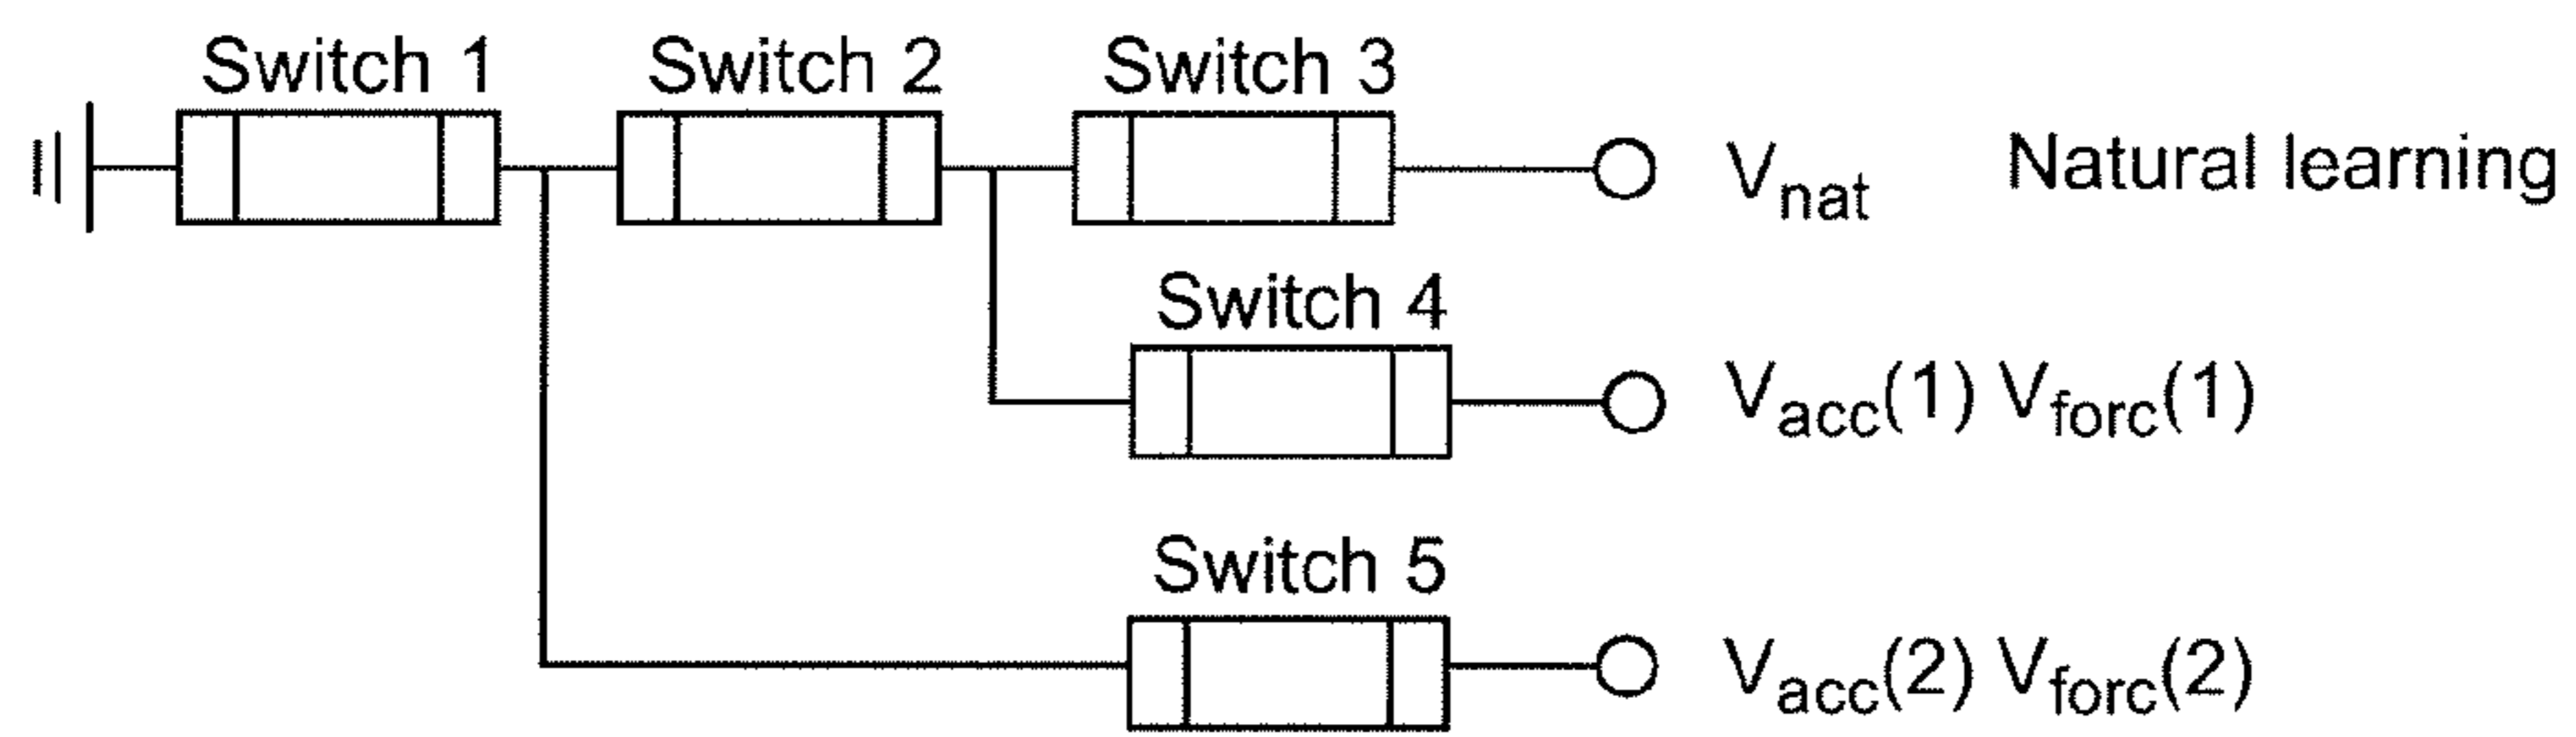 Switch 1 Switch 2 Switch 3
Vnat Natural learning
Switch 4
Vacc(1) Vforc(1)
Switch 5
Vacc(2) Vforc(2)